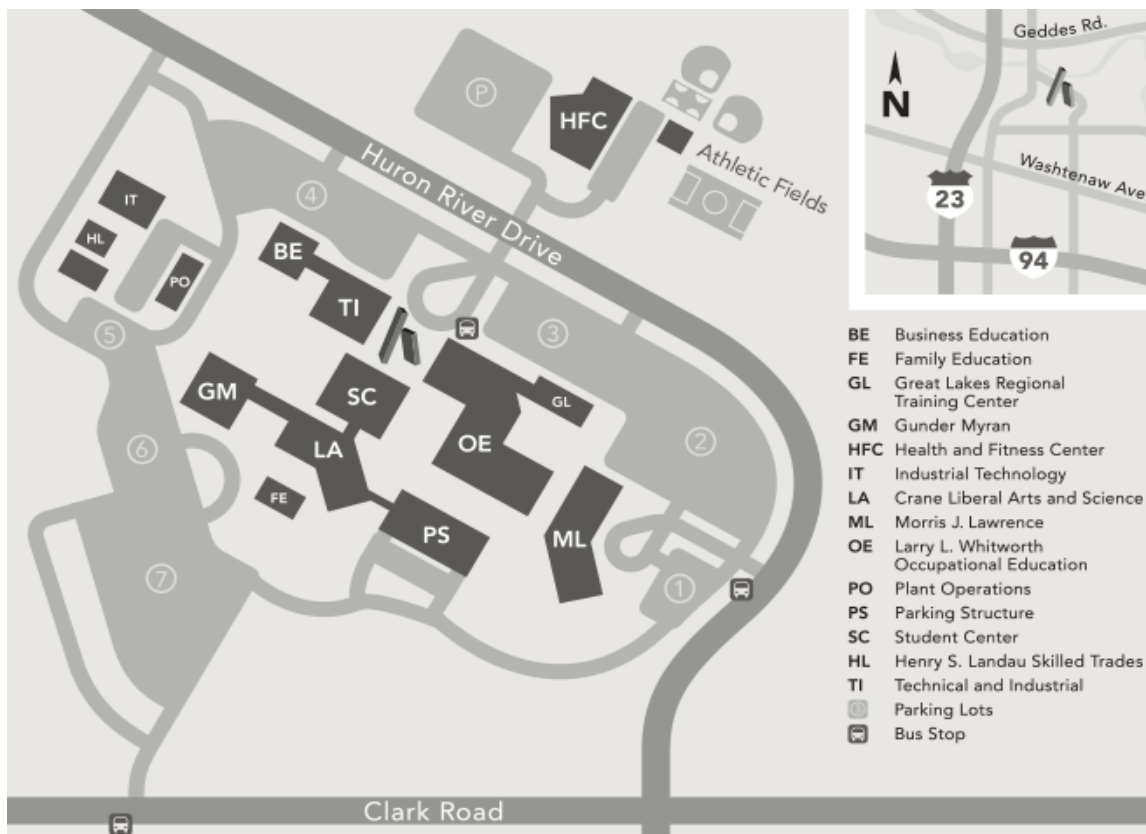 P
HFC
Athletic Fields
Huron River Drive
4
IT
HL
PO
BE
TI
5
3
GM
SC
GL
LA
OE
2
6
FE
PS
ML
7
1
Clark Road
Geddes Rd.
N
Washtenaw Ave
23
94
BE Business Education
FE Family Education
GL Great Lakes Regional
Training Center
GM Gunder Myran
HFC Health and Fitness Center
IT Industrial Technology
LA Crane Liberal Arts and Science
ML Morris J. Lawrence
OE Larry L. Whitworth
Occupational Education
PO Plant Operations
PS Parking Structure
SC Student Center
HL Henry S. Landau Skilled Trades
TI Technical and Industrial
Parking Lots
Bus Stop